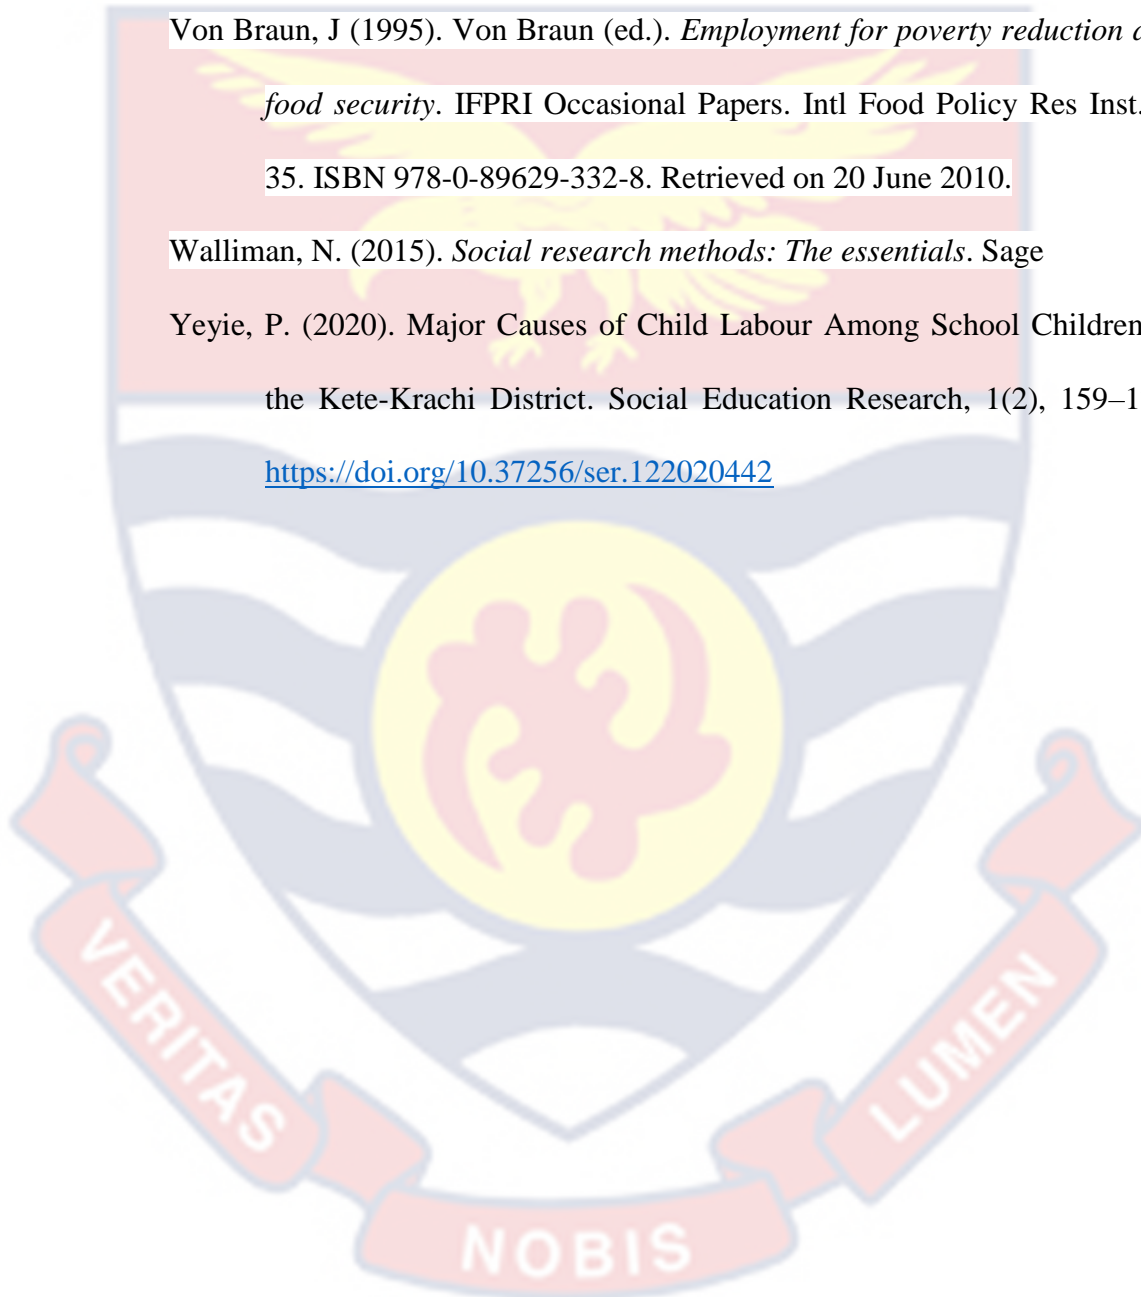 Von Braun, J (1995). Von Braun (ed.). Employment for poverty reduction
food security. IFPRI Occasional Papers. Intl Food Policy Res Inst.
35. ISBN 978-0-89629-332-8. Retrieved on 20 June 2010.
Walliman, N. (2015). Social research methods: The essentials. Sage
Yeyie, P. (2020). Major Causes of Child Labour Among School Children
the Kete-Krachi District. Social Education Research, 1(2), 159–1
https://doi.org/10.37256/ser.122020442
VERITAS
NOBIS
LUMEN